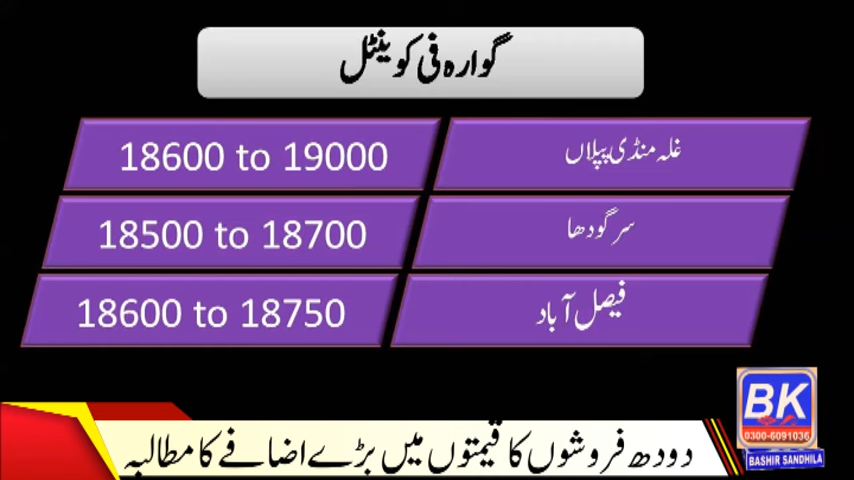 گوارہ فی کوینٹل
غلہ منڈی پپلاں 18600 to 19000
سرگودھا 18500 to 18700
فیصل آباد 18600 to 18750
BK
0300-6091036
BASHIR SANDHILA
دودھ فروشوں کا قیمتوں میں بڑے اضافے کا مطالبہ